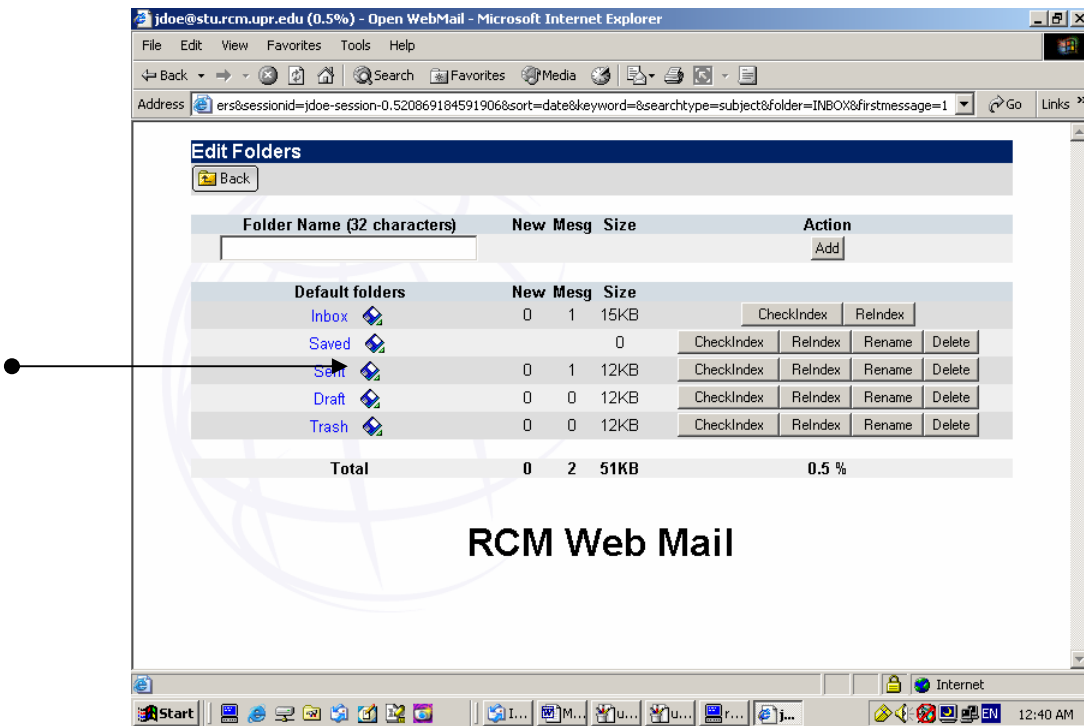 jdoe@stu.rcm.upr.edu (0.5%) - Open WebMail - Microsoft Internet Explorer
File Edit View Favorites Tools Help
Back Search Favorites Media
Address ers&sessionid=jdoe-session-0.520869184591906&sort=date&keyword=&searchtype=subject&folder=INBOX&firstmessage=1 Go Links »
Edit Folders
Back
Folder Name (32 characters) New Mesg Size Action
Add
Default folders New Mesg Size
Inbox 0 1 15KB CheckIndex ReIndex
Saved 0 CheckIndex ReIndex Rename Delete
Sent 0 1 12KB CheckIndex ReIndex Rename Delete
Draft 0 0 12KB CheckIndex ReIndex Rename Delete
Trash 0 0 12KB CheckIndex ReIndex Rename Delete
Total 0 2 51KB 0.5 %
RCM Web Mail
Internet
Start I... M... u... u... r... j... EN 12:40 AM